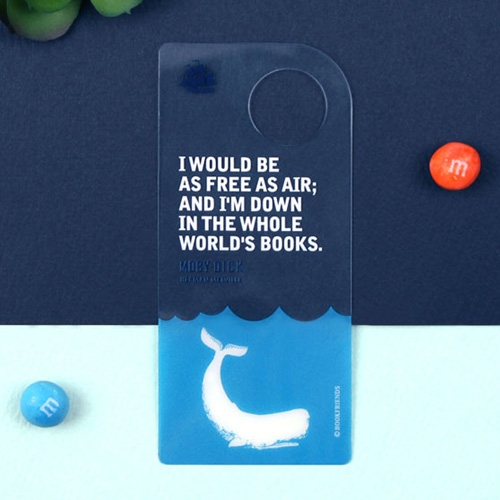 I WOULD BE
AS FREE AS AIR;
AND I'M DOWN
IN THE WHOLE
WORLD'S BOOKS.
MOBY DICK
© BOOKFRIENDS
m
m